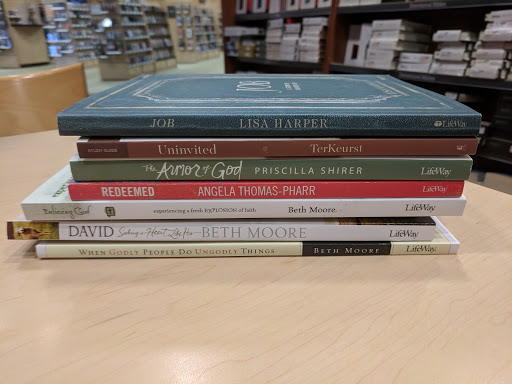 JOB
JOB LISA HARPER LifeWay
STUDY GUIDE Uninvited TerKeurst
The Armor of God PRISCILLA SHIRER LifeWay
REDEEMED ANGELA THOMAS-PHARR LifeWay
Believing God experiencing a fresh EXPLOSION of faith Beth Moore LifeWay
DAVID Seeking a Heart Like His BETH MOORE LifeWay
WHEN GODLY PEOPLE DO UNGODLY THINGS BETH MOORE LifeWay